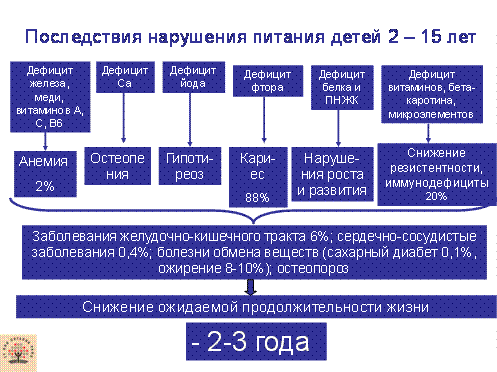 Последствия нарушения питания детей 2 – 15 лет
Дефицит
железа,
меди,
витаминов А,
С, В6
Дефицит
Са
Дефицит
йода
Дефицит
фтора
Дефицит
белка и
ПНЖК
Дефицит
витаминов, бета-
каротина,
микроэлементов
Анемия
2%
Остеопе
ния
Гипоти-
реоз
Кари-
ес
88%
Наруше-
ния роста
и развития
Снижение
резистентности,
иммунодефициты
20%
Заболевания желудочно-кишечного тракта 6%; сердечно-сосудистые
заболевания 0,4%; болезни обмена веществ (сахарный диабет 0,1%,
ожирение 8-10%); остеопороз
Снижение ожидаемой продолжительности жизни
- 2-3 года